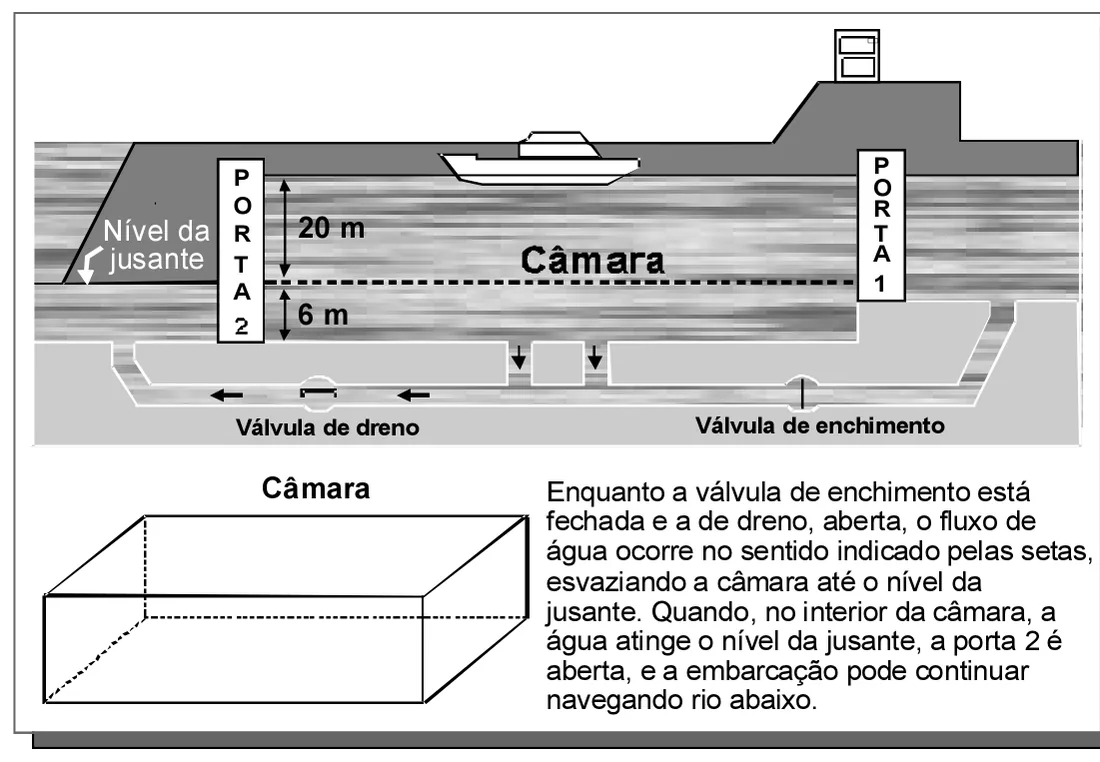 PORTA 2
PORTA 1
Nível da
jusante
20 m
Câmara
6 m
Válvula de dreno
Válvula de enchimento
Câmara
Enquanto a válvula de enchimento está
fechada e a de dreno, aberta, o fluxo de
água ocorre no sentido indicado pelas setas,
esvaziando a câmara até o nível da
jusante. Quando, no interior da câmara, a
água atinge o nível da jusante, a porta 2 é
aberta, e a embarcação pode continuar
navegando rio abaixo.